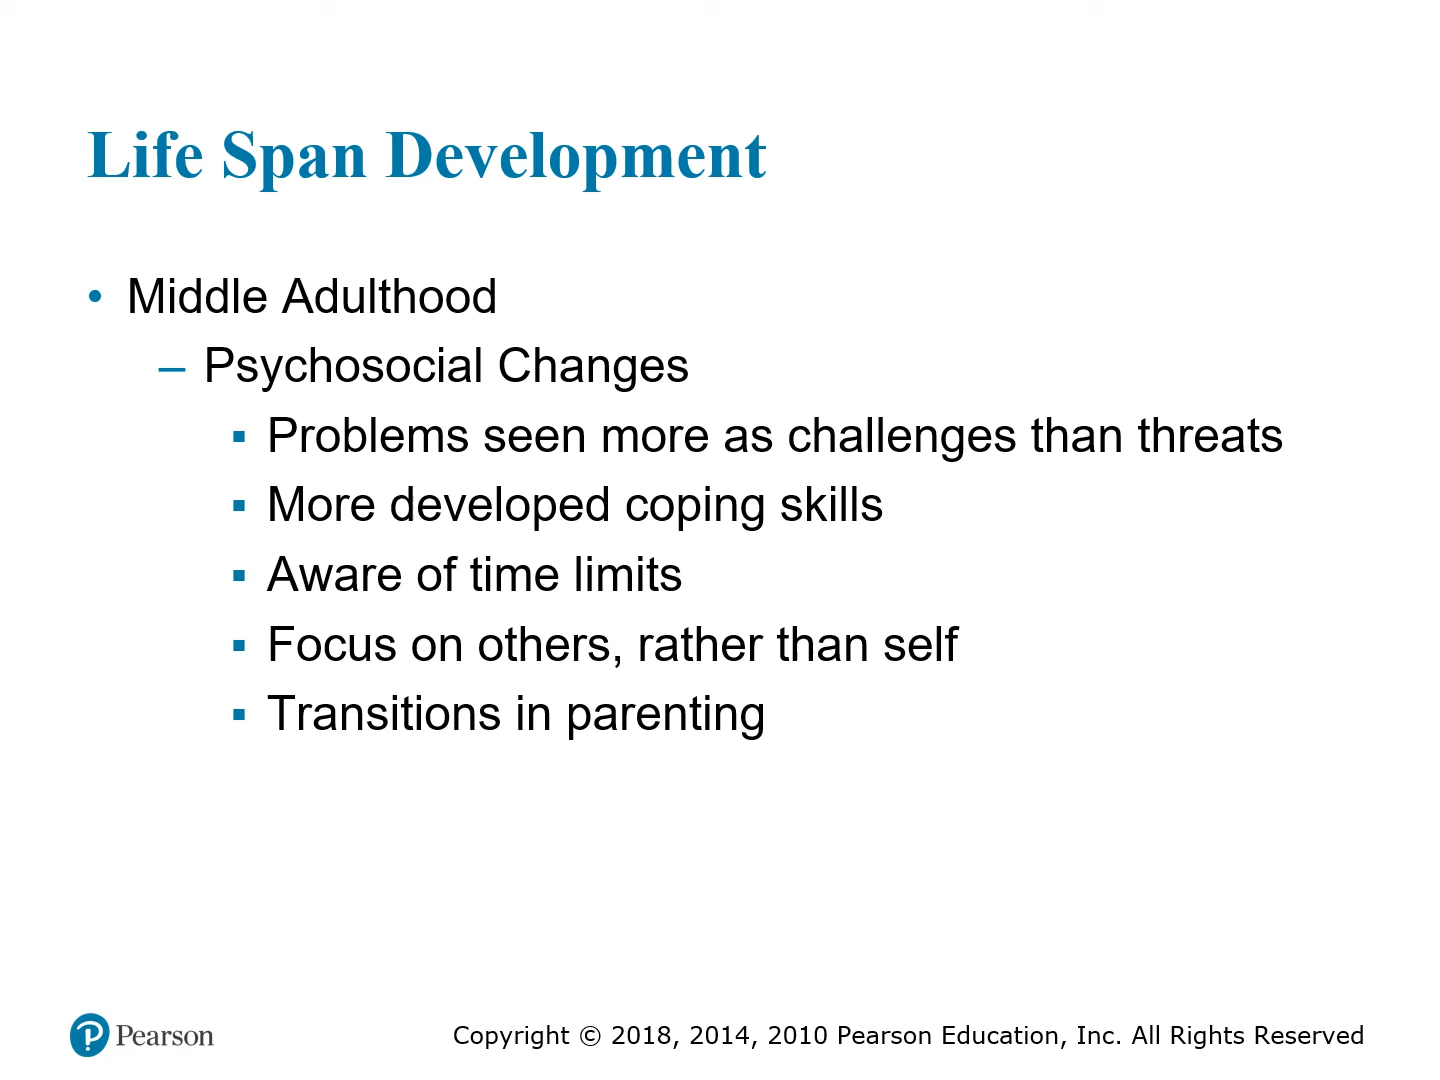 Life Span Development
• Middle Adulthood
– Psychosocial Changes
▪ Problems seen more as challenges than threats
▪ More developed coping skills
▪ Aware of time limits
▪ Focus on others, rather than self
▪ Transitions in parenting
Pearson
Copyright © 2018, 2014, 2010 Pearson Education, Inc. All Rights Reserved